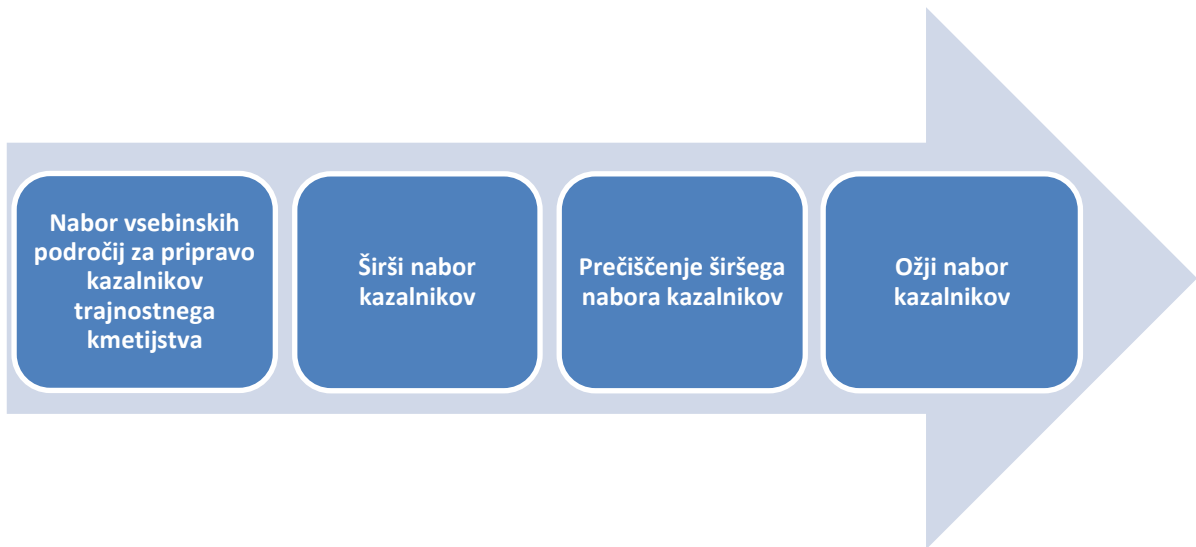 Nabor vsebinskih
področij za pripravo
kazalnikov
trajnostnega
kmetijstva
Širši nabor
kazalnikov
Prečiščenje širšega
nabora kazalnikov
Ožji nabor
kazalnikov